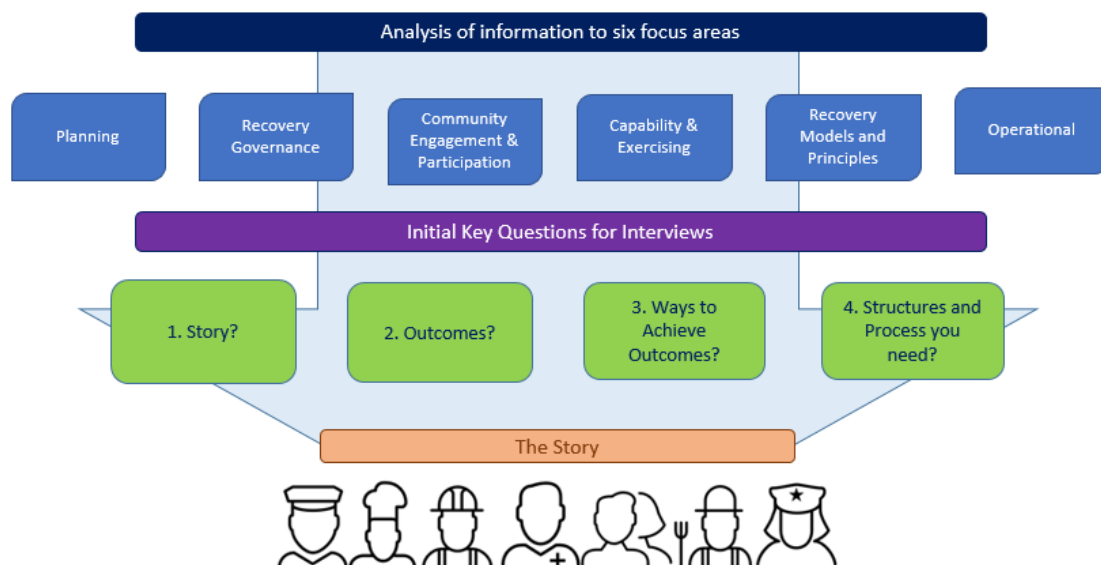 Analysis of information to six focus areas
Planning
Recovery
Governance
Community
Engagement &
Participation
Capability &
Exercising
Recovery
Models and
Principles
Operational
Initial Key Questions for Interviews
1. Story?
2. Outcomes?
3. Ways to
Achieve
Outcomes?
4. Structures and
Process you
need?
The Story